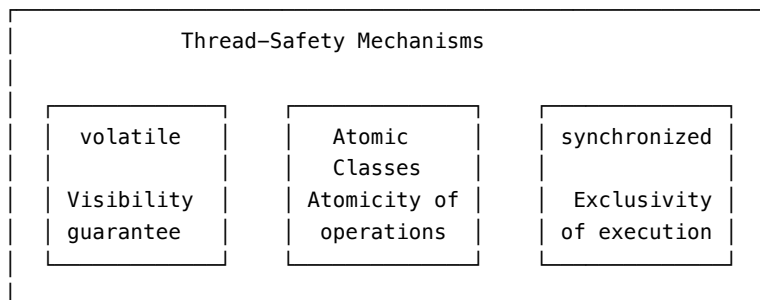 Thread-Safety Mechanisms
volatile Atomic synchronized
Classes
Visibility Atomicity of Exclusivity
guarantee operations of execution